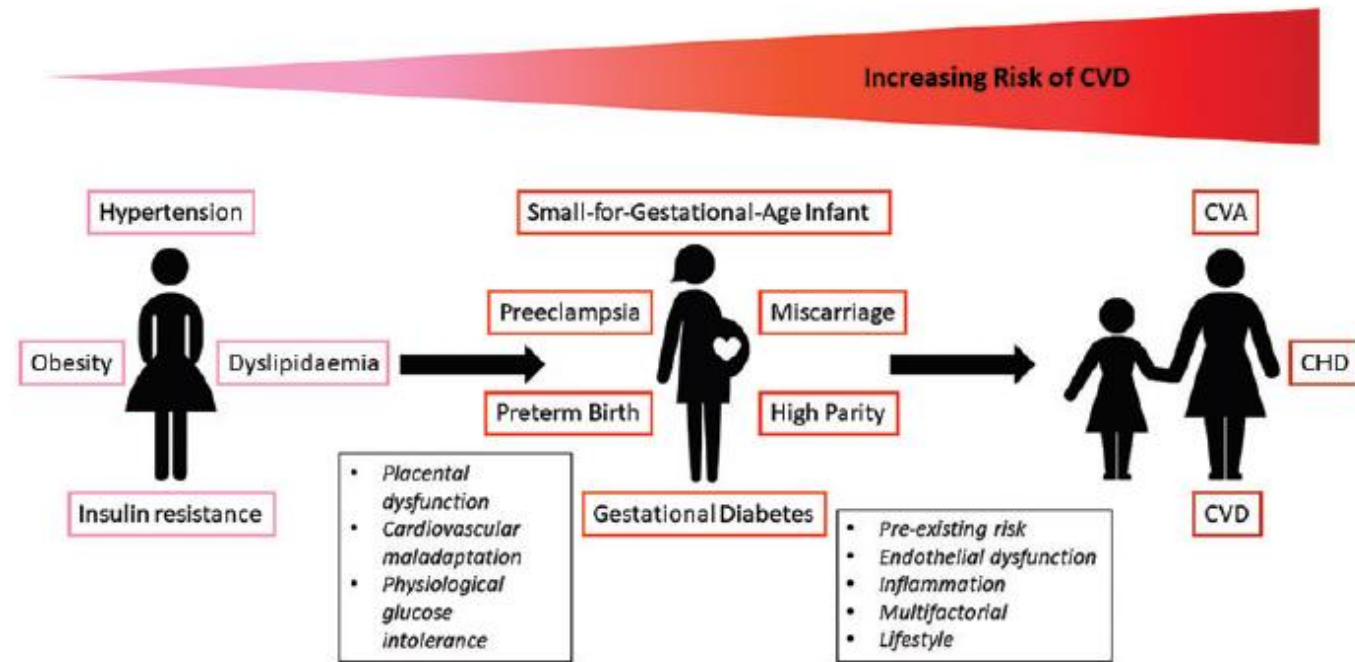 Increasing Risk of CVD
Hypertension
Obesity
Dyslipidaemia
Insulin resistance
• Placental
dysfunction
• Cardiovascular
maladaptation
• Physiological
glucose
intolerance
Small-for-Gestational-Age Infant
Preeclampsia
Miscarriage
Preterm Birth
High Parity
Gestational Diabetes
• Pre-existing risk
• Endothelial dysfunction
• Inflammation
• Multifactorial
• Lifestyle
CVA
CHD
CVD